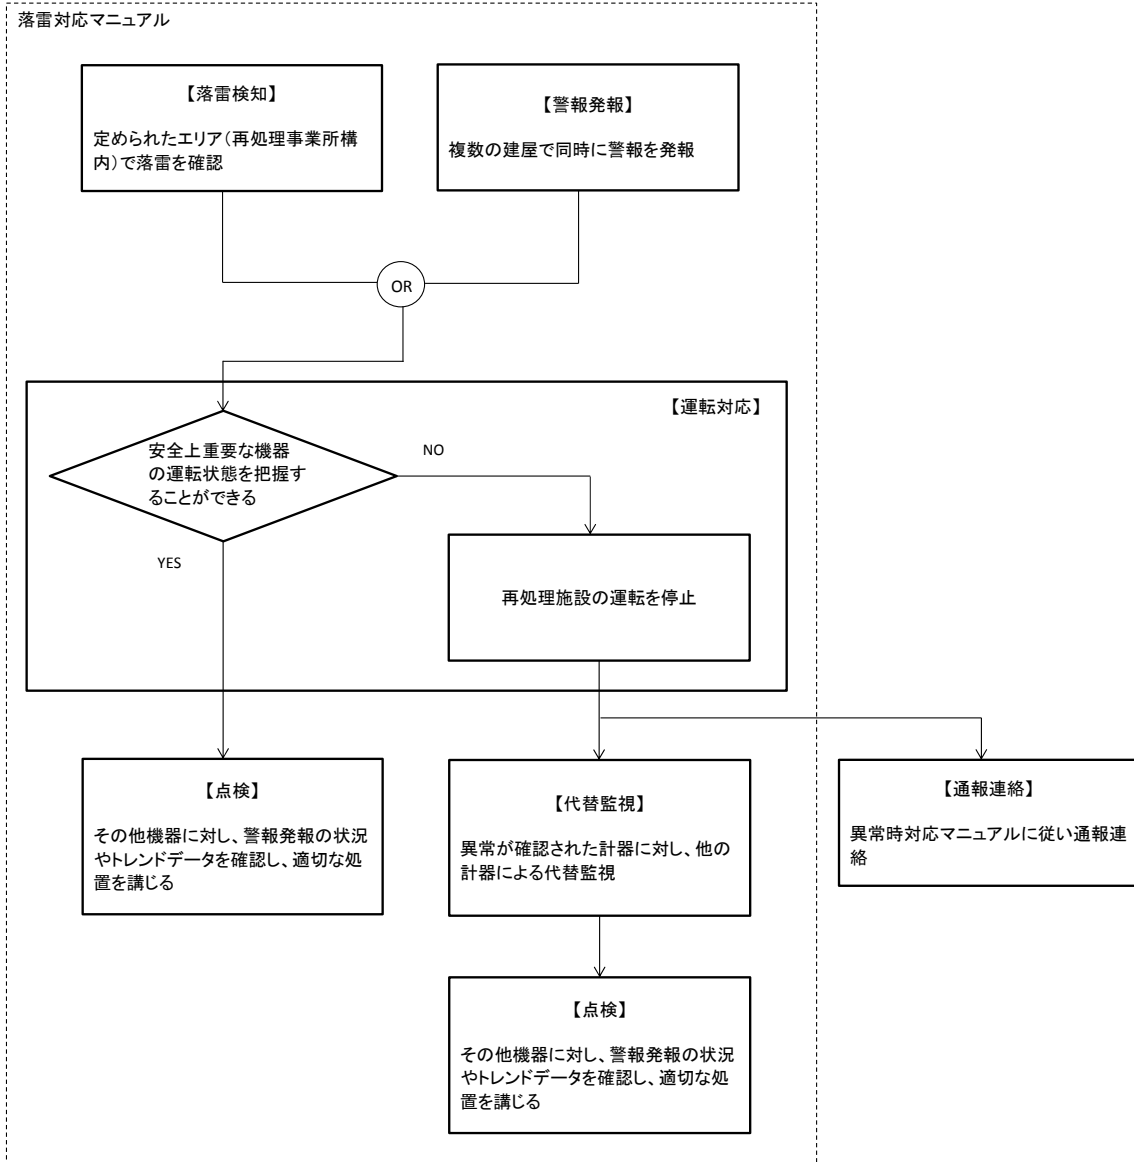 落雷対応マニュアル
【落雷検知】
定められたエリア(再処理事業所構
内)で落雷を確認
【警報発報】
複数の建屋で同時に警報を発報
OR
【運転対応】
安全上重要な機器
の運転状態を把握す
ることができる
NO
YES
再処理施設の運転を停止
【点検】
その他機器に対し、警報発報の状況
やトレンドデータを確認し、適切な処
置を講じる
【代替監視】
異常が確認された計器に対し、他の
計器による代替監視
【通報連絡】
異常時対応マニュアルに従い通報連
絡
【点検】
その他機器に対し、警報発報の状況
やトレンドデータを確認し、適切な処
置を講じる